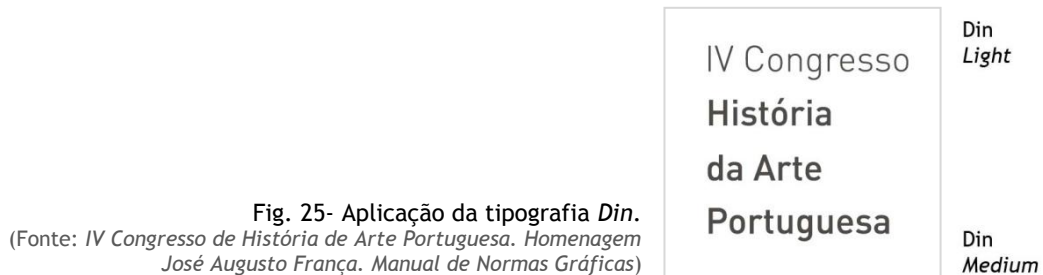 IV Congresso
História
da Arte
Portuguesa
Din
Light
Din
Medium
Fig. 25- Aplicação da tipografia Din.
(Fonte: IV Congresso de História de Arte Portuguesa. Homenagem
José Augusto França. Manual de Normas Gráficas)